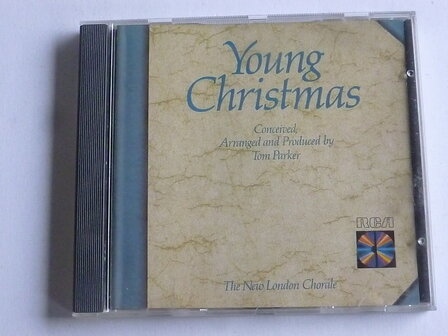 Young
Christmas
Conceived,
Arranged and Produced by
Tom Parker
RCA
The New London Chorale